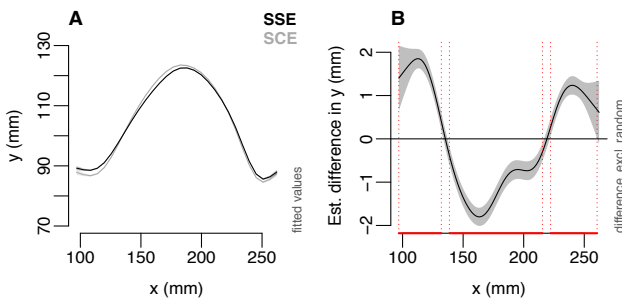 A
SSE
SCE
130
110
90
70
y (mm)
100
150
200
250
x (mm)
fitted values
B
2
1
0
−1
−2
Est. difference in y (mm)
100
150
200
250
x (mm)
difference, excl. random